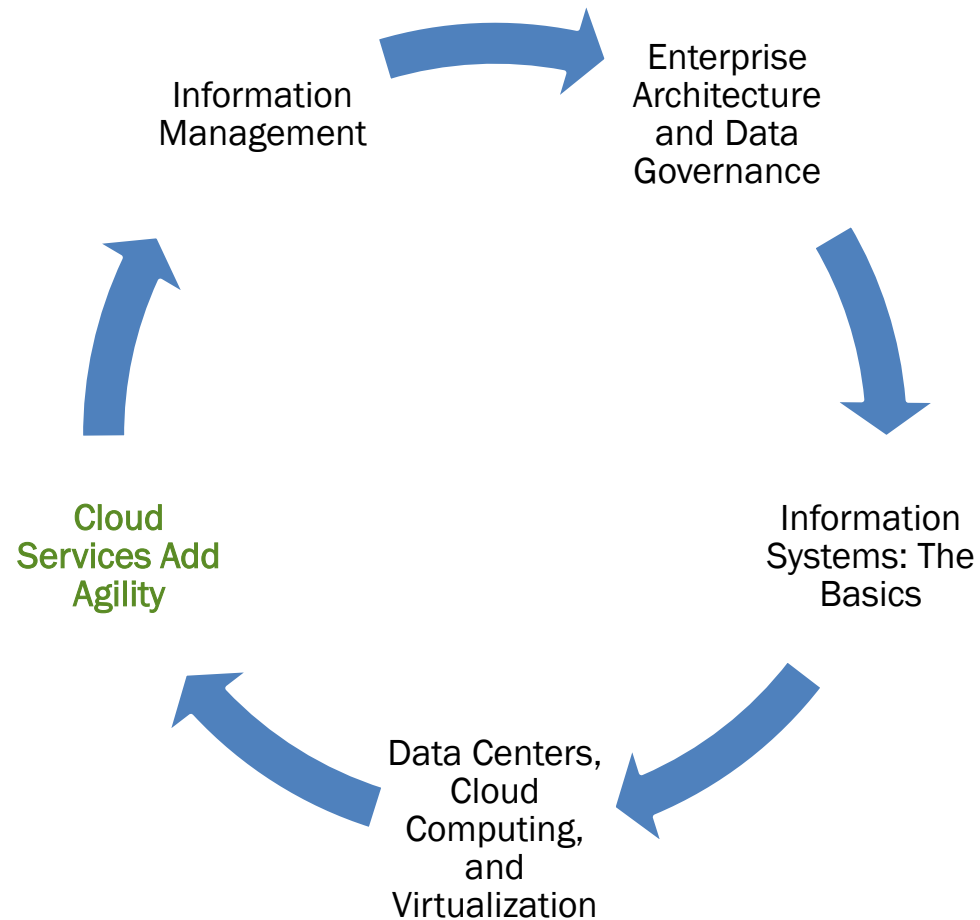 Information
Management
Enterprise
Architecture
and Data
Governance
Information
Systems: The
Basics
Data Centers,
Cloud
Computing,
and
Virtualization
Cloud
Services Add
Agility